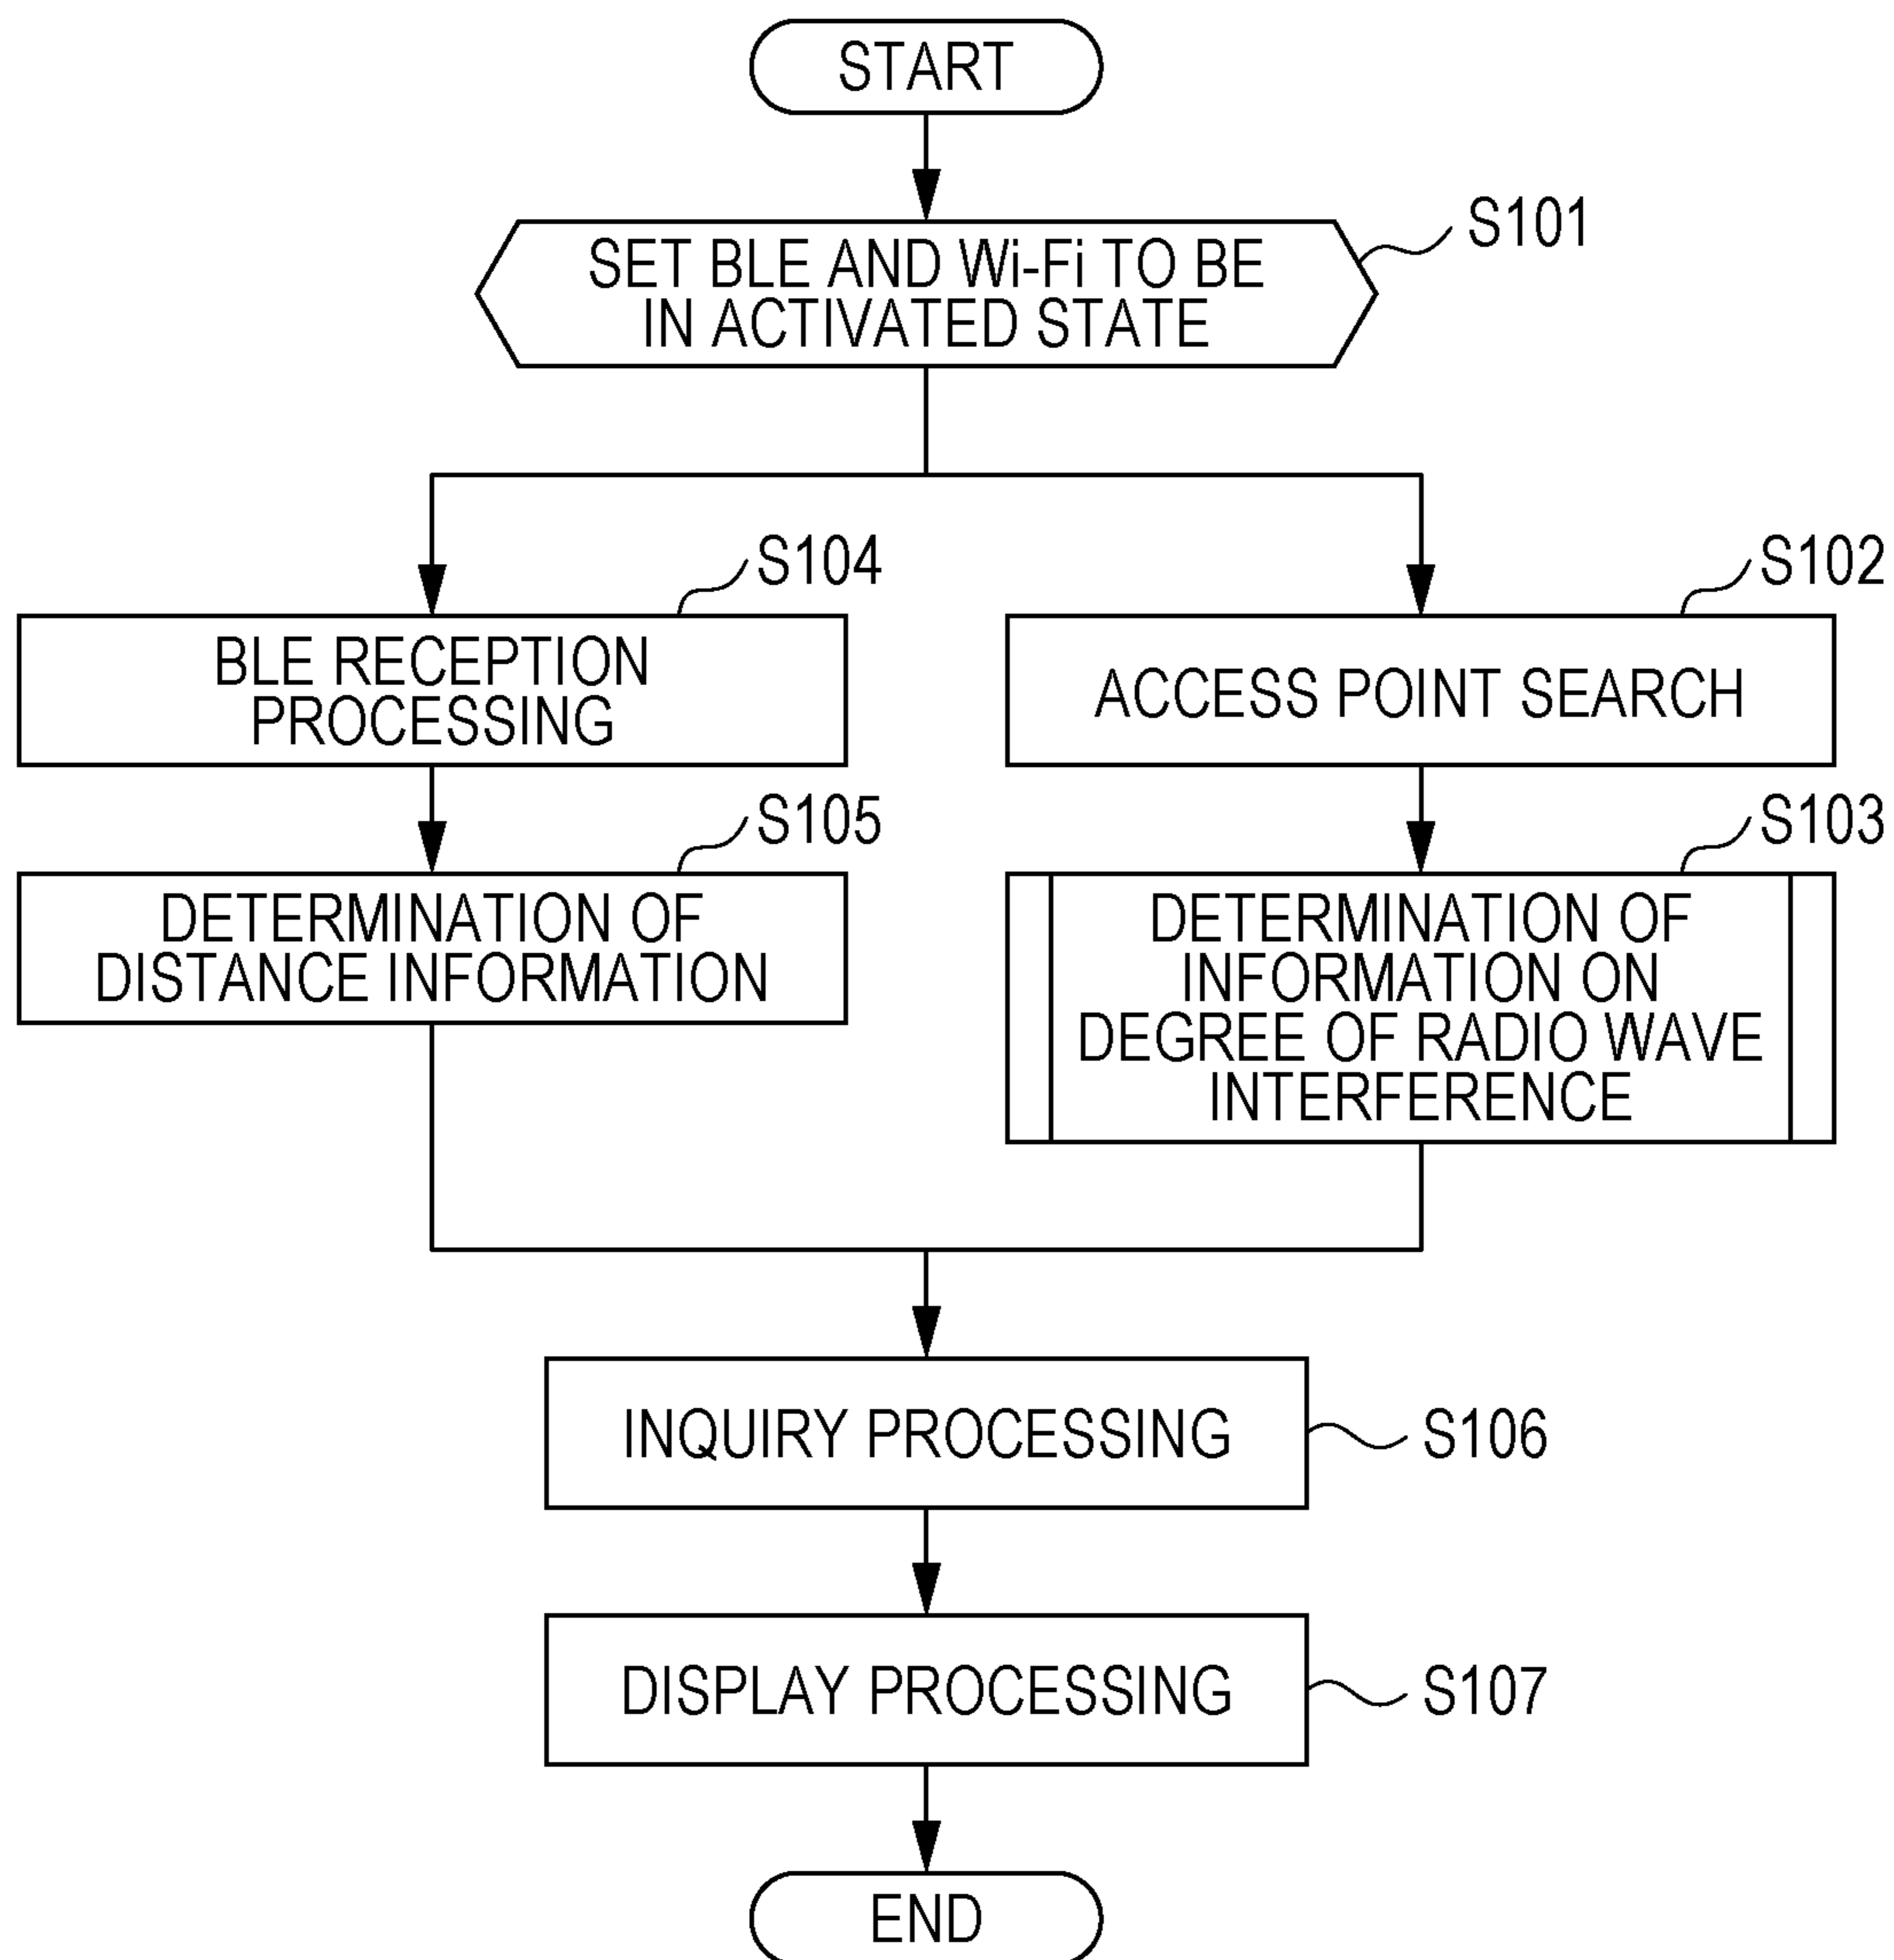 START
SET BLE AND Wi-Fi TO BE
IN ACTIVATED STATE
S101
S104
BLE RECEPTION
PROCESSING
S102
ACCESS POINT SEARCH
S105
DETERMINATION OF
DISTANCE INFORMATION
S103
DETERMINATION OF
INFORMATION ON
DEGREE OF RADIO WAVE
INTERFERENCE
INQUIRY PROCESSING
S106
DISPLAY PROCESSING
S107
END